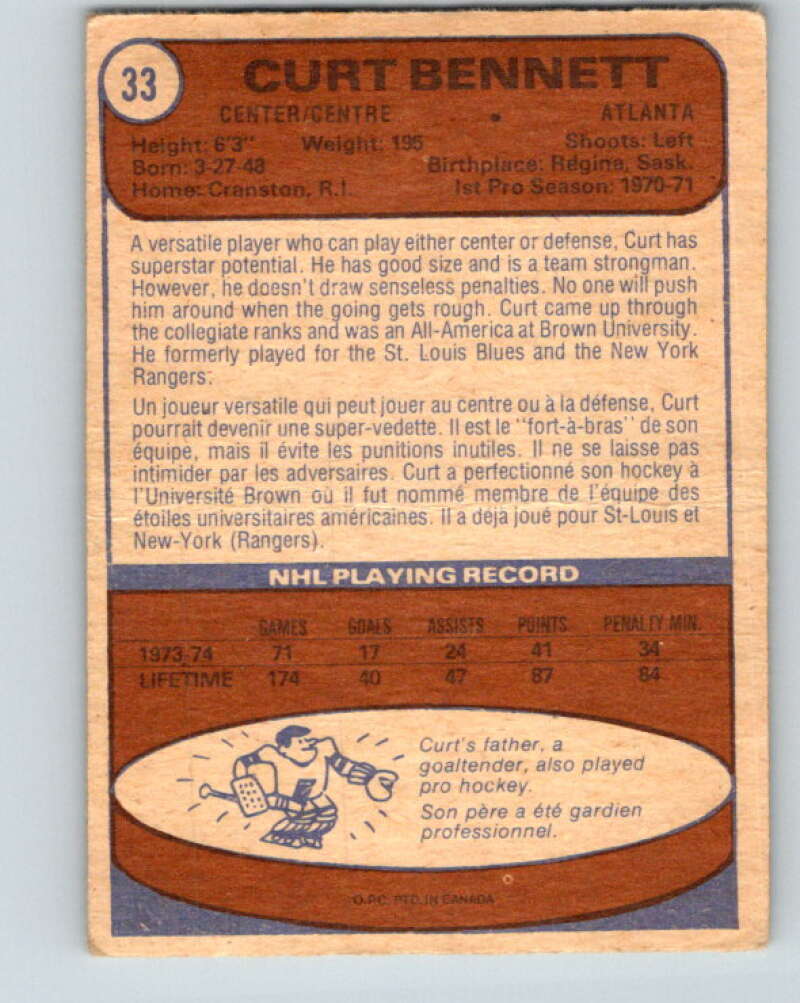 33
CURT BENNETT
CENTER/CENTRE • ATLANTA
Height: 6'3" Weight: 195 Shoots: Left
Born: 3-27-48 Birthplace: Regina, Sask.
Home: Cranston, R.I. 1st Pro Season: 1970-71
A versatile player who can play either center or defense, Curt has
superstar potential. He has good size and is a team strongman.
However, he doesn't draw senseless penalties. No one will push
him around when the going gets rough. Curt came up through
the collegiate ranks and was an All-America at Brown University.
He formerly played for the St. Louis Blues and the New York
Rangers.
Un joueur versatile qui peut jouer au centre ou à la défense, Curt
pourrait devenir une super-vedette. Il est le "fort-à-bras" de son
équipe, mais il évite les punitions inutiles. Il ne se laisse pas
intimider par les adversaires. Curt a perfectionné son hockey à
l'Université Brown où il fut nommé membre de l'équipe des
étoiles universitaires américaines. Il a déjà joué pour St-Louis et
New-York (Rangers).
NHL PLAYING RECORD
GAMES GOALS ASSISTS POINTS PENALTY MIN.
1973-74 71 17 24 41 34
LIFETIME 174 40 47 87 84
Curt's father, a
goaltender, also played
pro hockey.
Son père a été gardien
professionnel.
O.P.C. PTD. IN CANADA